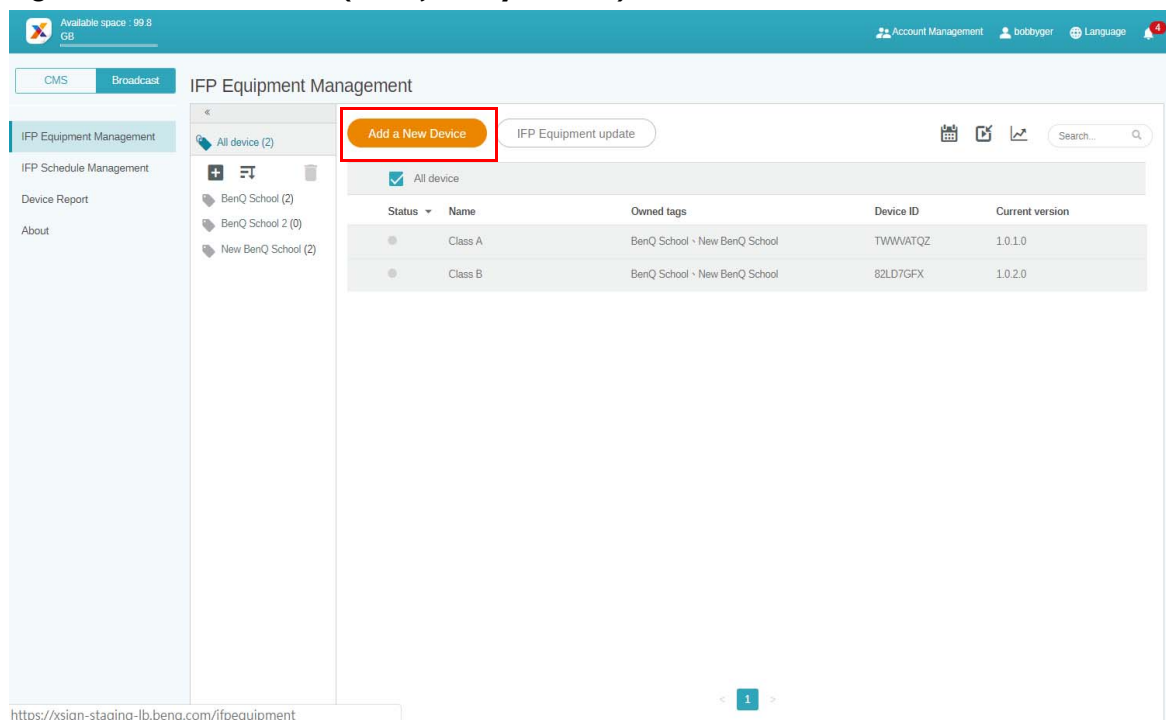 Available space : 99.8
GB
Account Management bobbyger Language 4
CMS Broadcast
IFP Equipment Management
IFP Equipment Management
IFP Schedule Management
Device Report
About
«
All device (2)
BenQ School (2)
BenQ School 2 (0)
New BenQ School (2)
Add a New Device IFP Equipment update Search...
All device
Status Name Owned tags Device ID Current version
Class A BenQ School、New BenQ School TWWVATQZ 1.0.1.0
Class B BenQ School、New BenQ School 82LD7GFX 1.0.2.0
< 1 >
https://xsign-staging-lb.benq.com/ifpequipment